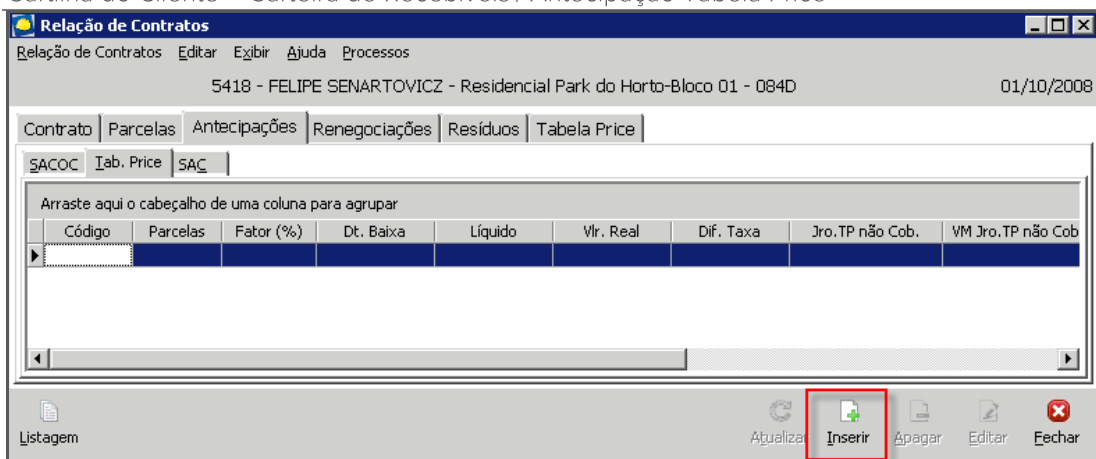 Relação de Contratos
Relação de Contratos Editar Exibir Ajuda Processos
5418 - FELIPE SENARTOVICZ - Residencial Park do Horto-Bloco 01 - 084D 01/10/2008
Contrato Parcelas Antecipações Renegociações Resíduos Tabela Price
SACOC Tab. Price SAC
Arraste aqui o cabeçalho de uma coluna para agrupar
Código Parcelas Fator (%) Dt. Baixa Líquido Vlr. Real Dif. Taxa Jro.TP não Cob. VM Jro.TP não Cob
Listagem Atualizar Inserir Apagar Editar Fechar